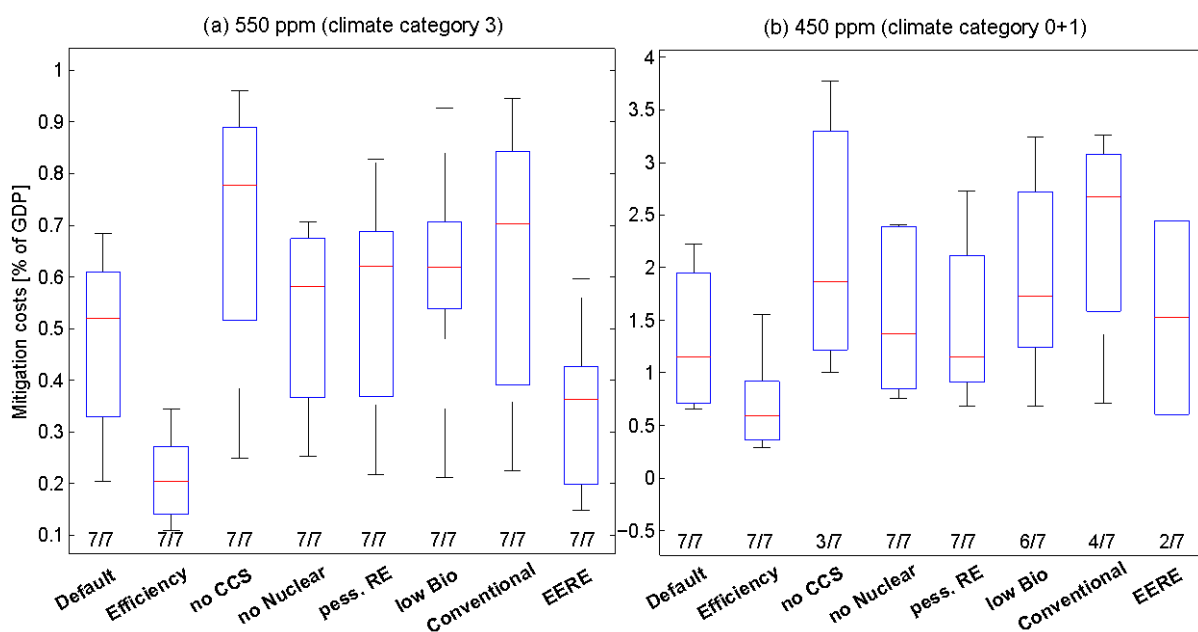 (a) 550 ppm (climate category 3)
(b) 450 ppm (climate category 0+1)
Mitigation costs [% of GDP]
1
0.9
0.8
0.7
0.6
0.5
0.4
0.3
0.2
0.1
7/7 7/7 7/7 7/7 7/7 7/7 7/7 7/7
Default Efficiency no CCS no Nuclear pess. RE low Bio Conventional EERE
4
3.5
3
2.5
2
1.5
1
0.5
0
−0.5
7/7 7/7 3/7 7/7 7/7 6/7 4/7 2/7
Default Efficiency no CCS no Nuclear pess. RE low Bio Conventional EERE